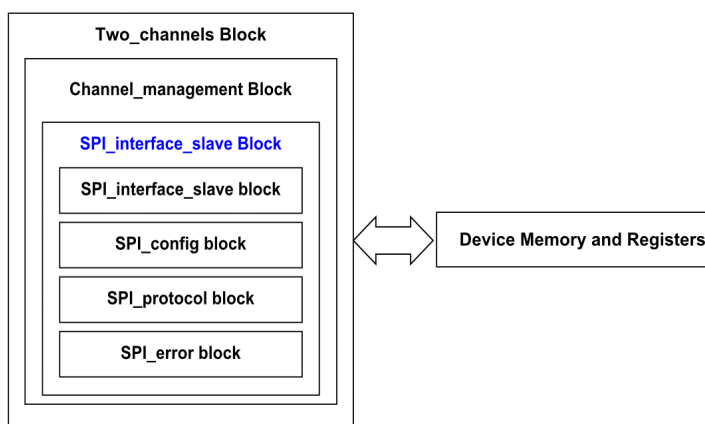 Two_channels Block
Channel_management Block
SPI_interface_slave Block
SPI_interface_slave block
SPI_config block
SPI_protocol block
SPI_error block
Device Memory and Registers